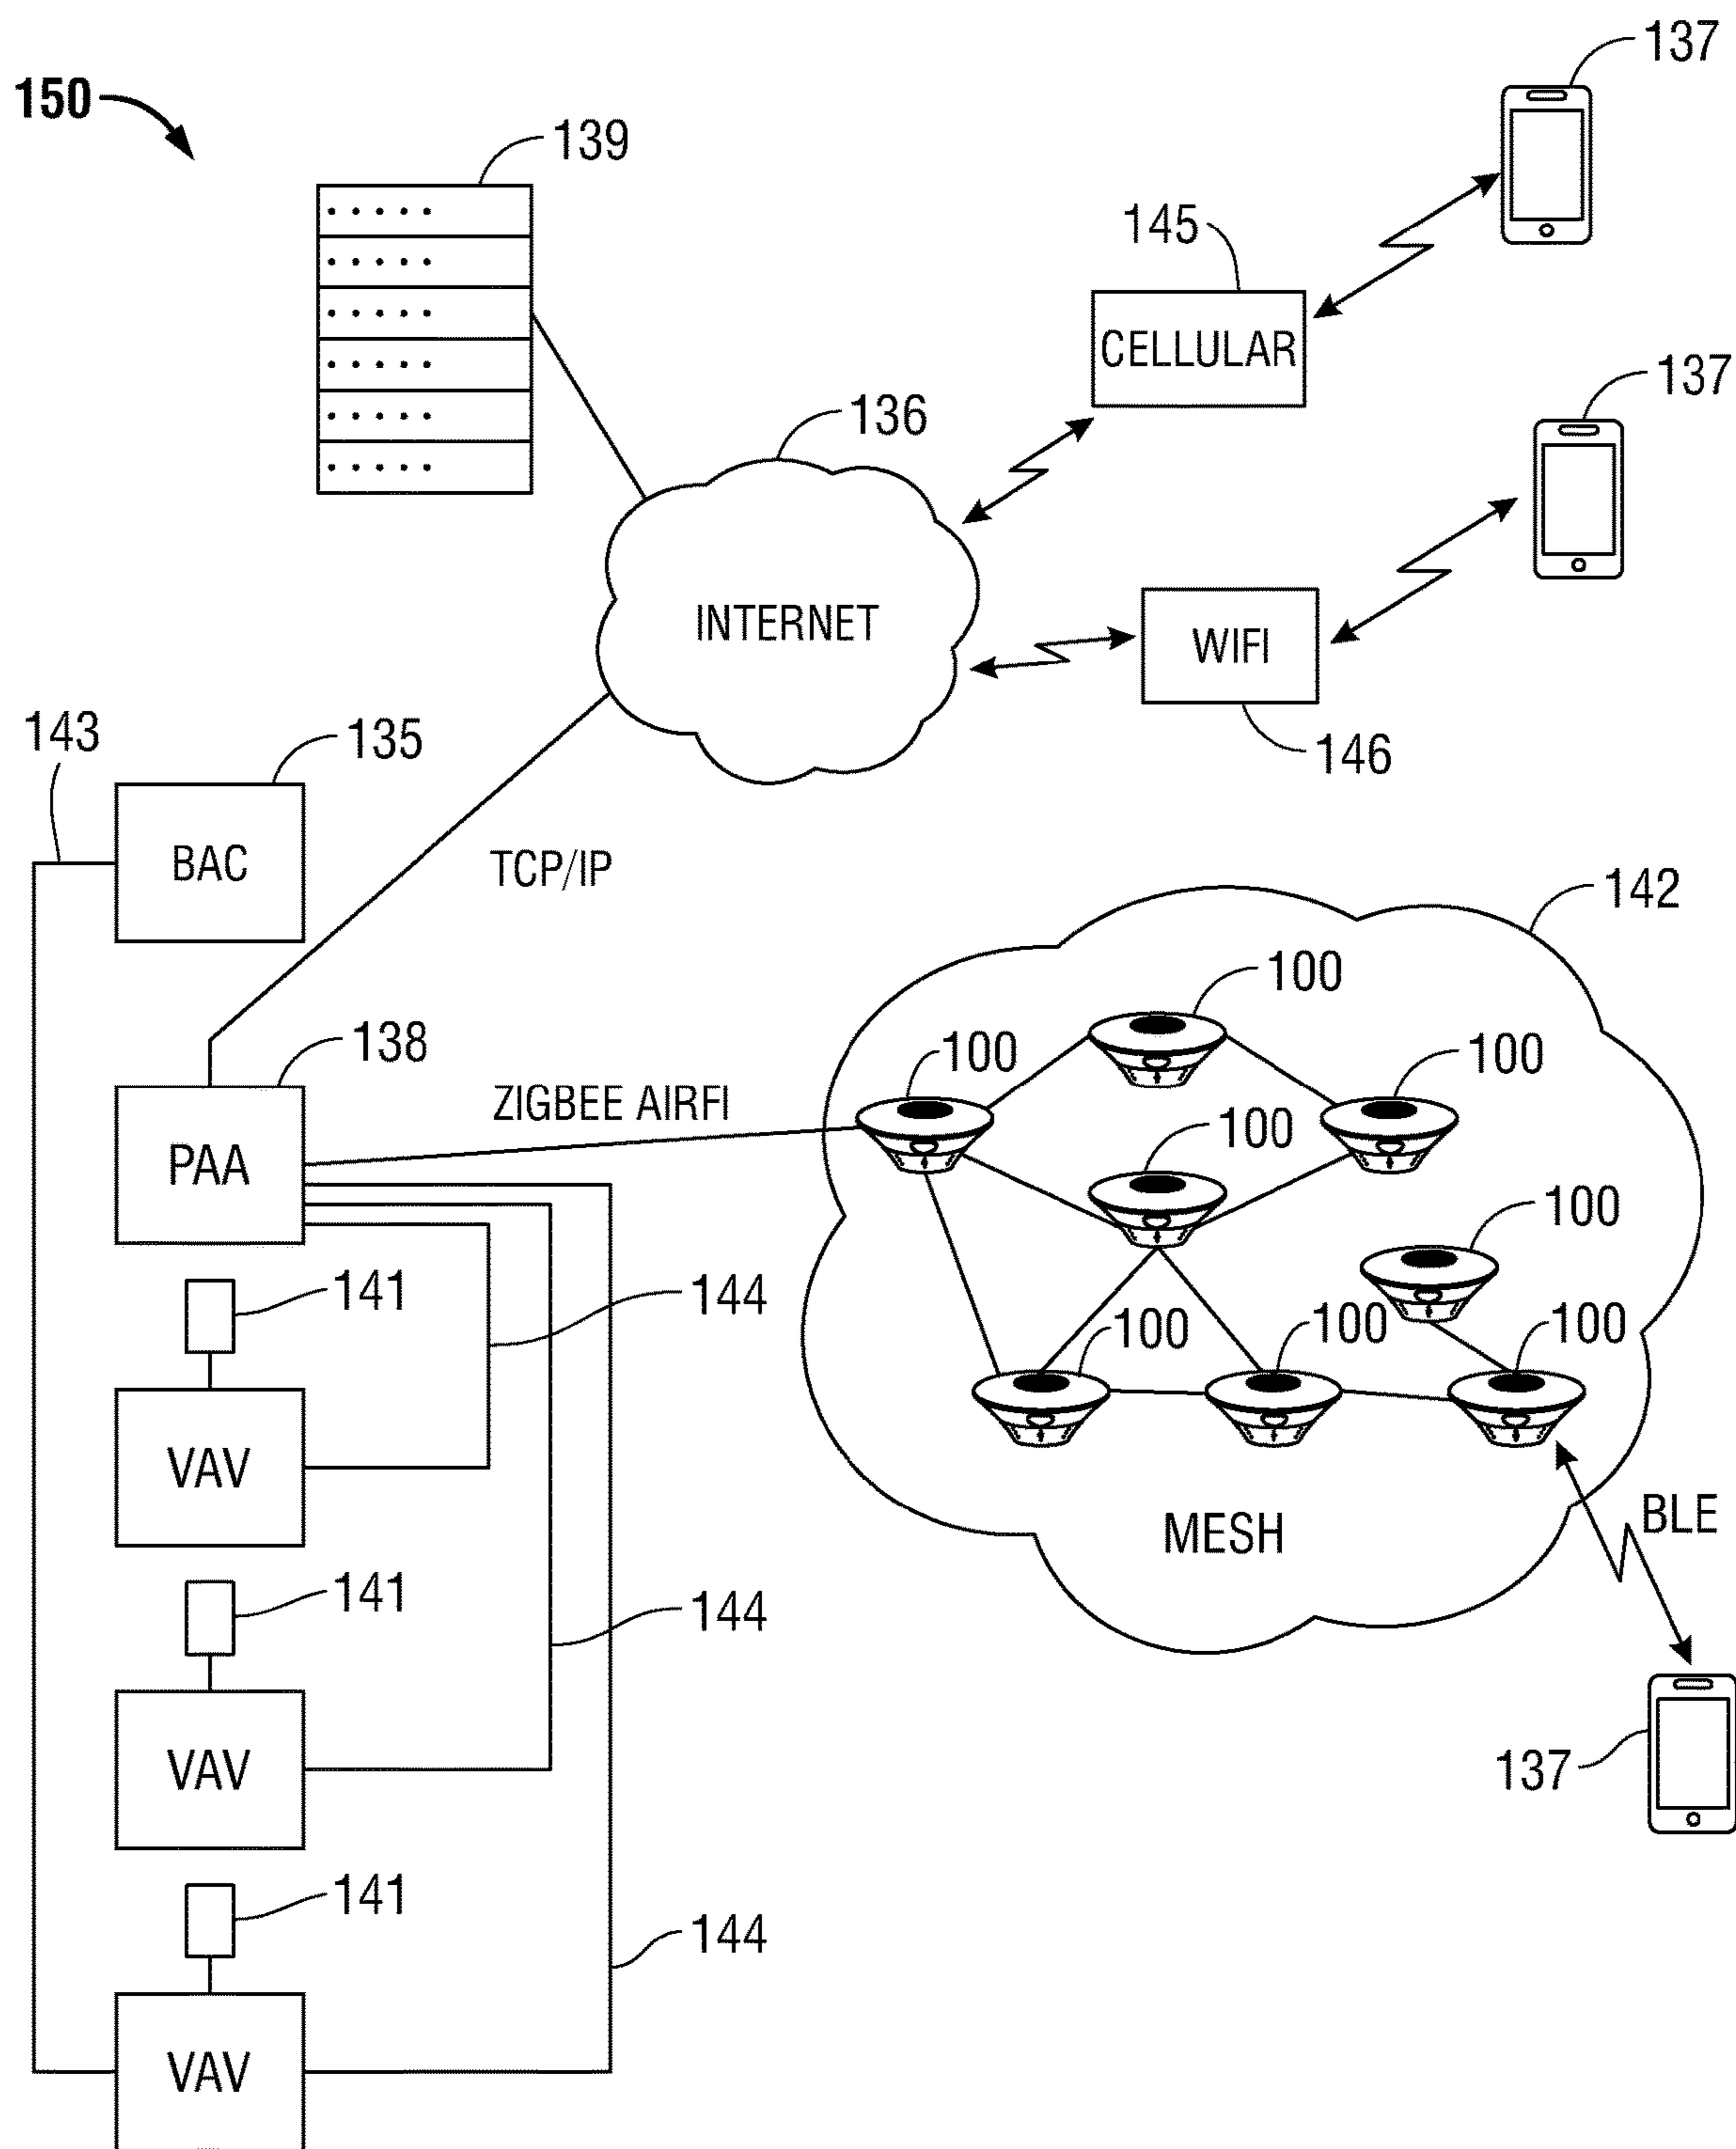 137
150
139
145
CELLULAR
137
136
INTERNET
WIFI
146
143
135
BAC
TCP/IP
142
100
138
100
100
ZIGBEE AIRFI
100
PAA
100
141
144
100
100
100
VAV
MESH
BLE
141
144
VAV
137
141
144
VAV